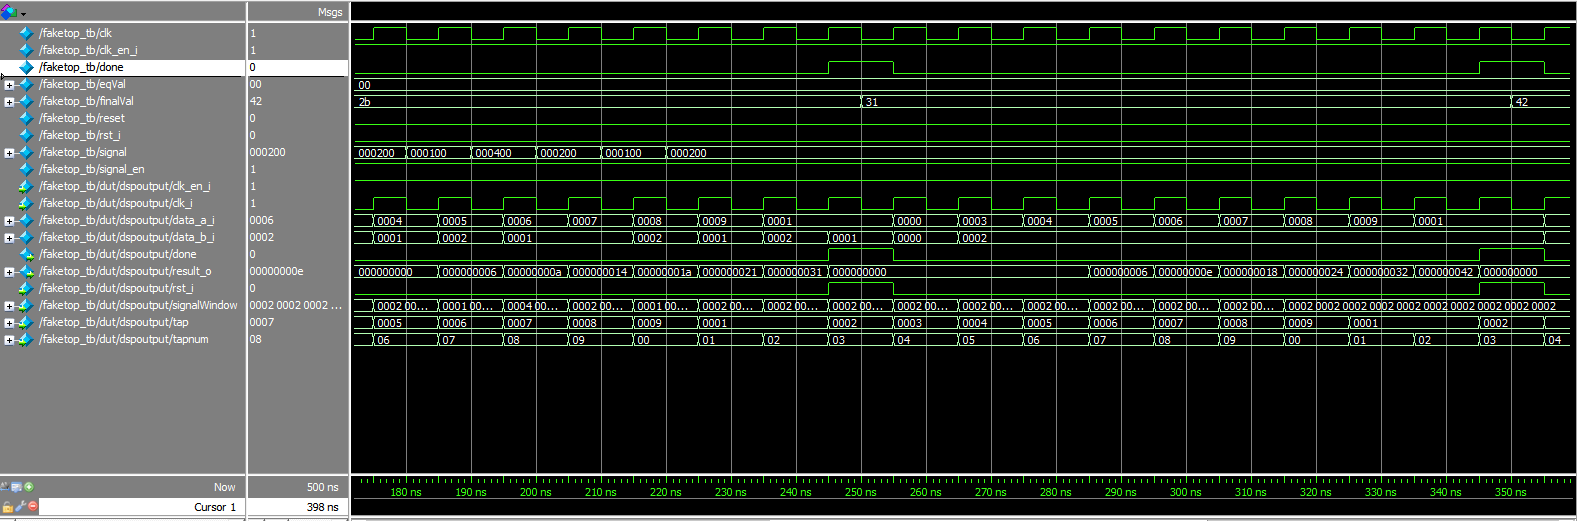 Msgs
/faketop_tb/clk 1
/faketop_tb/clk_en_i 1
/faketop_tb/done 0
/faketop_tb/eqVal 00 00
/faketop_tb/finalVal 42 2b 31 42
/faketop_tb/reset 0
/faketop_tb/rst_i 0
/faketop_tb/signal 000200 000200 000100 000400 000200 000100 000200
/faketop_tb/signal_en 1
/faketop_tb/dut/dspoutput/clk_en_i 1
/faketop_tb/dut/dspoutput/clk_i 1
/faketop_tb/dut/dspoutput/data_a_i 0006 0004 0005 0006 0007 0008 0009 0001 0000 0003 0004 0005 0006 0007 0008 0009 0001
/faketop_tb/dut/dspoutput/data_b_i 0002 0001 0002 0001 0002 0001 0002 0001 0000 0002
/faketop_tb/dut/dspoutput/done 0
/faketop_tb/dut/dspoutput/result_o 00000000e 000000000 000000006 00000000a 000000014 00000001a 000000021 000000031 000000000 000000006 00000000e 000000018 000000024 000000032 000000042 000000000
/faketop_tb/dut/dspoutput/rst_i 0
/faketop_tb/dut/dspoutput/signalWindow 0002 0002 0002 ... 0002 00... 0001 00... 0004 00... 0002 00... 0001 00... 0002 00... 0002 00... 0002 00... 0002 00... 0002 00... 0002 00... 0002 00... 0002 00... 0002 00... 0002 0002 0002 0002 0002 0002 0002 0002 0002 0002
/faketop_tb/dut/dspoutput/tap 0007 0005 0006 0007 0008 0009 0001 0002 0003 0004 0005 0006 0007 0008 0009 0001 0002
/faketop_tb/dut/dspoutput/tapnum 08 06 07 08 09 00 01 02 03 04 05 06 07 08 09 00 01 02 03 04
Now 500 ns 180 ns 190 ns 200 ns 210 ns 220 ns 230 ns 240 ns 250 ns 260 ns 270 ns 280 ns 290 ns 300 ns 310 ns 320 ns 330 ns 340 ns 350 ns
Cursor 1 398 ns